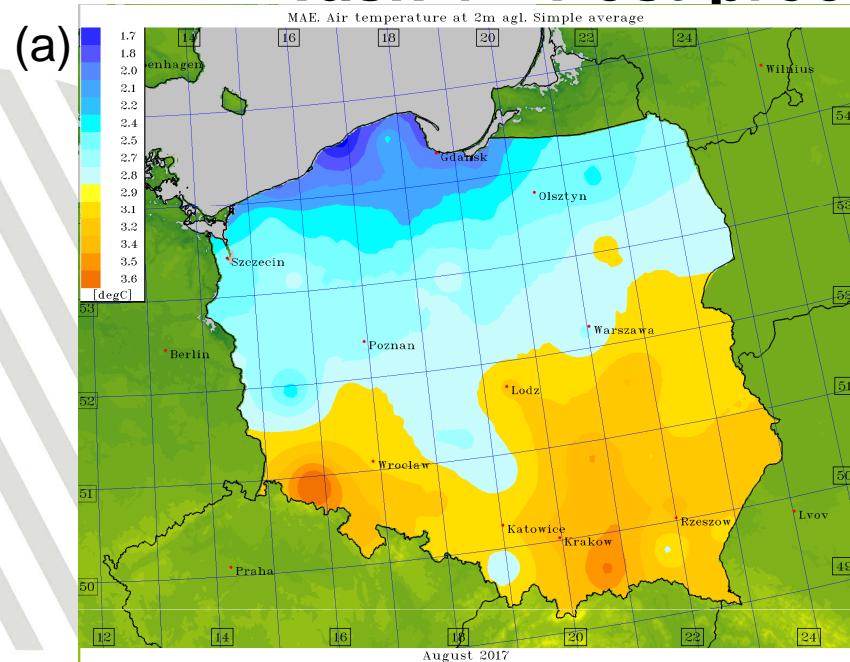 MAE. Air temperature at 2m agl. Simple average
(a)
1.7
1.8
2.0
2.1
2.2
2.4
2.5
2.7
2.8
2.9
3.1
3.2
3.4
3.5
3.6
[degC]
14
16
18
20
22
24
enhagen
Wilnius
54
Gdansk
Olsztyn
53
Szczecin
53
52
Warszawa
Poznan
Berlin
51
Lodz
52
Wroclaw
50
51
Katowice
Rzeszow
Lvov
Krakow
Praha
49
50
12
14
16
18
20
22
24
August 2017